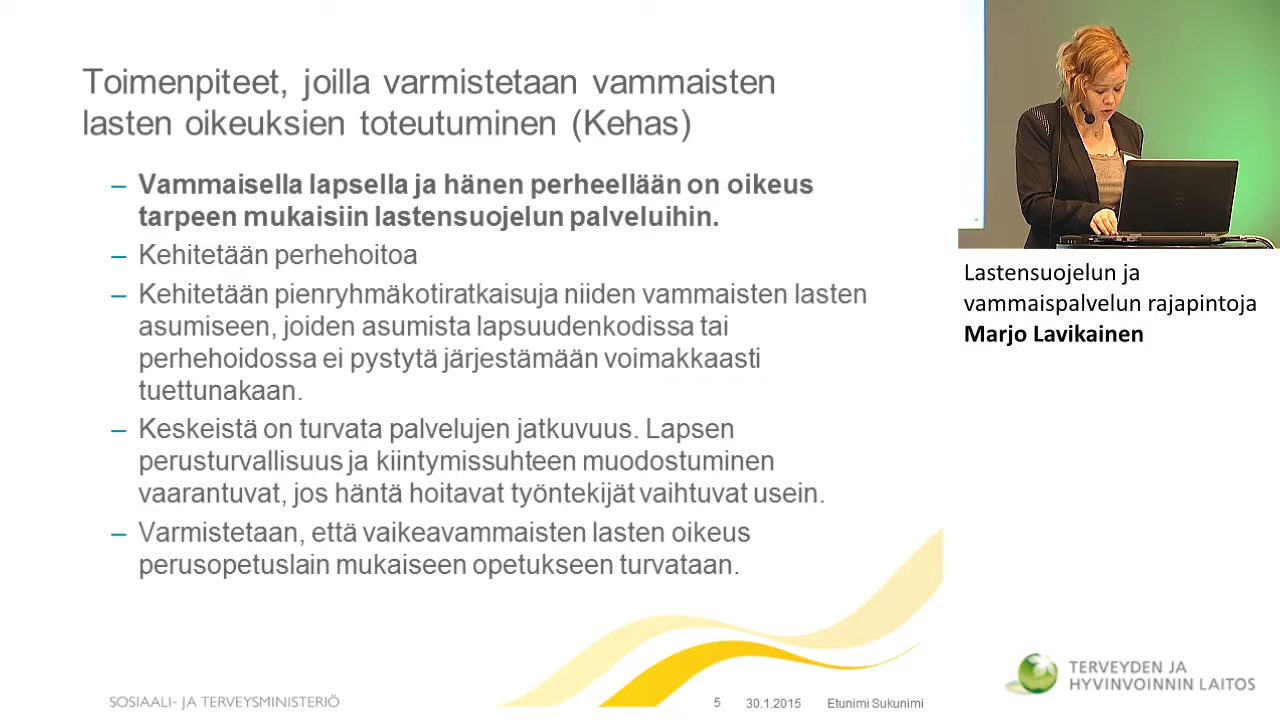 Toimenpiteet, joilla varmistetaan vammaisten
lasten oikeuksien toteutuminen (Kehas)
– Vammaisella lapsella ja hänen perheellään on oikeus
tarpeen mukaisiin lastensuojelun palveluihin.
– Kehitetään perhehoitoa
– Kehitetään pienryhmäkotiratkaisuja niiden vammaisten lasten
asumiseen, joiden asumista lapsuudenkodissa tai
perhehoidossa ei pystytä järjestämään voimakkaasti
tuettunakaan.
– Keskeistä on turvata palvelujen jatkuvuus. Lapsen
perusturvallisuus ja kiintymissuhteen muodostuminen
vaarantuvat, jos häntä hoitavat työntekijät vaihtuvat usein.
– Varmistetaan, että vaikeavammaisten lasten oikeus
perusopetuslain mukaiseen opetukseen turvataan.
SOSIAALI- JA TERVEYSMINISTERIÖ
5 30.1.2015 Etunimi Sukunimi
Lastensuojelun ja
vammaispalvelun rajapintoja
Marjo Lavikainen
TERVEYDEN JA
HYVINVOINNIN LAITOS